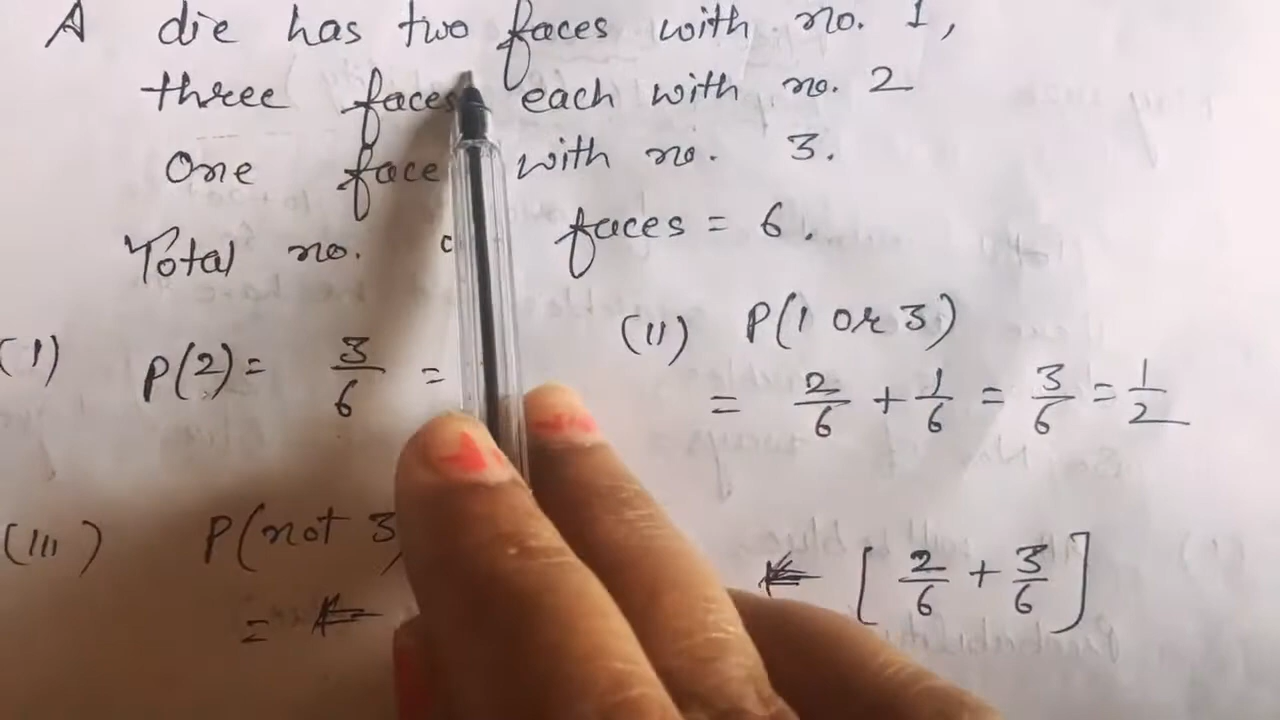 A die has two faces with no. 1,
three faces each with no. 2
One face with no. 3.
Total no. faces = 6.
(I) P(2) = 3/6 =
(II) P(1 or 3)
= 2/6 + 1/6 = 3/6 = 1/2
(III) P(not 3
= [2/6 + 3/6]